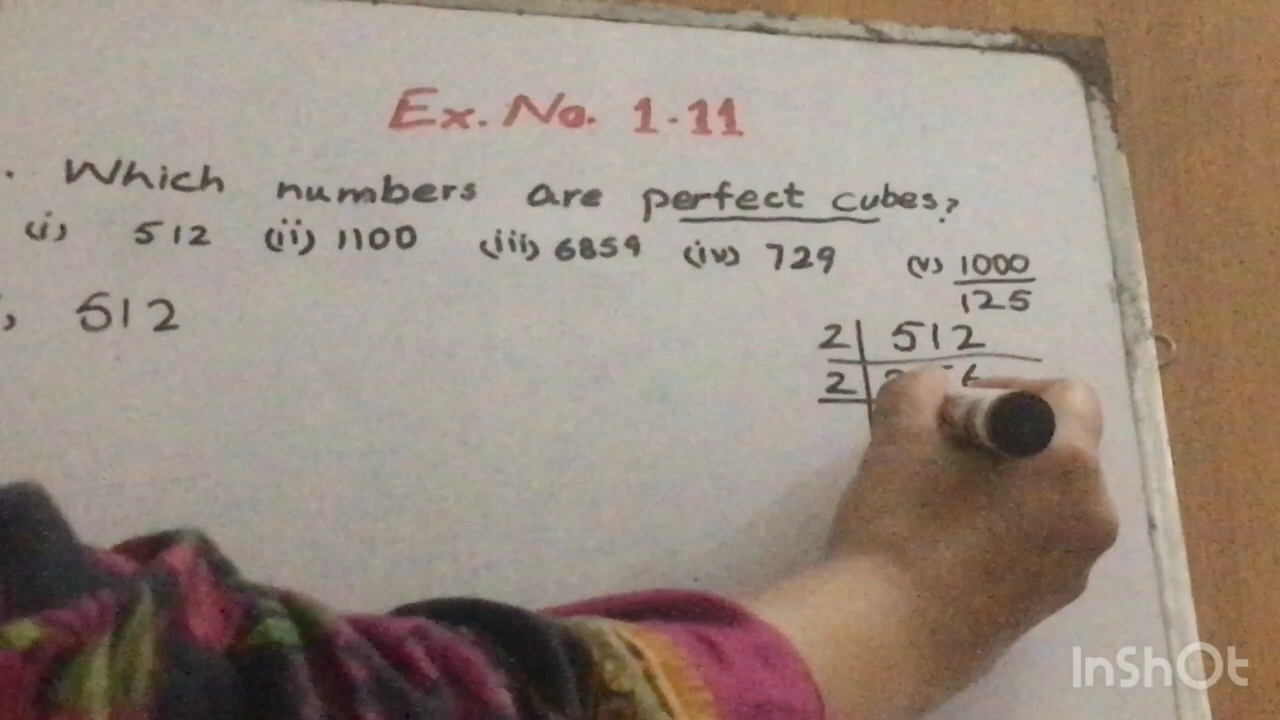 Ex. No. 1.11
. Which numbers are perfect cubes?
(i) 512 (ii) 1100 (iii) 6859 (iv) 729 (v) 1000
125
, 512
2 | 512
2 |
InShOt